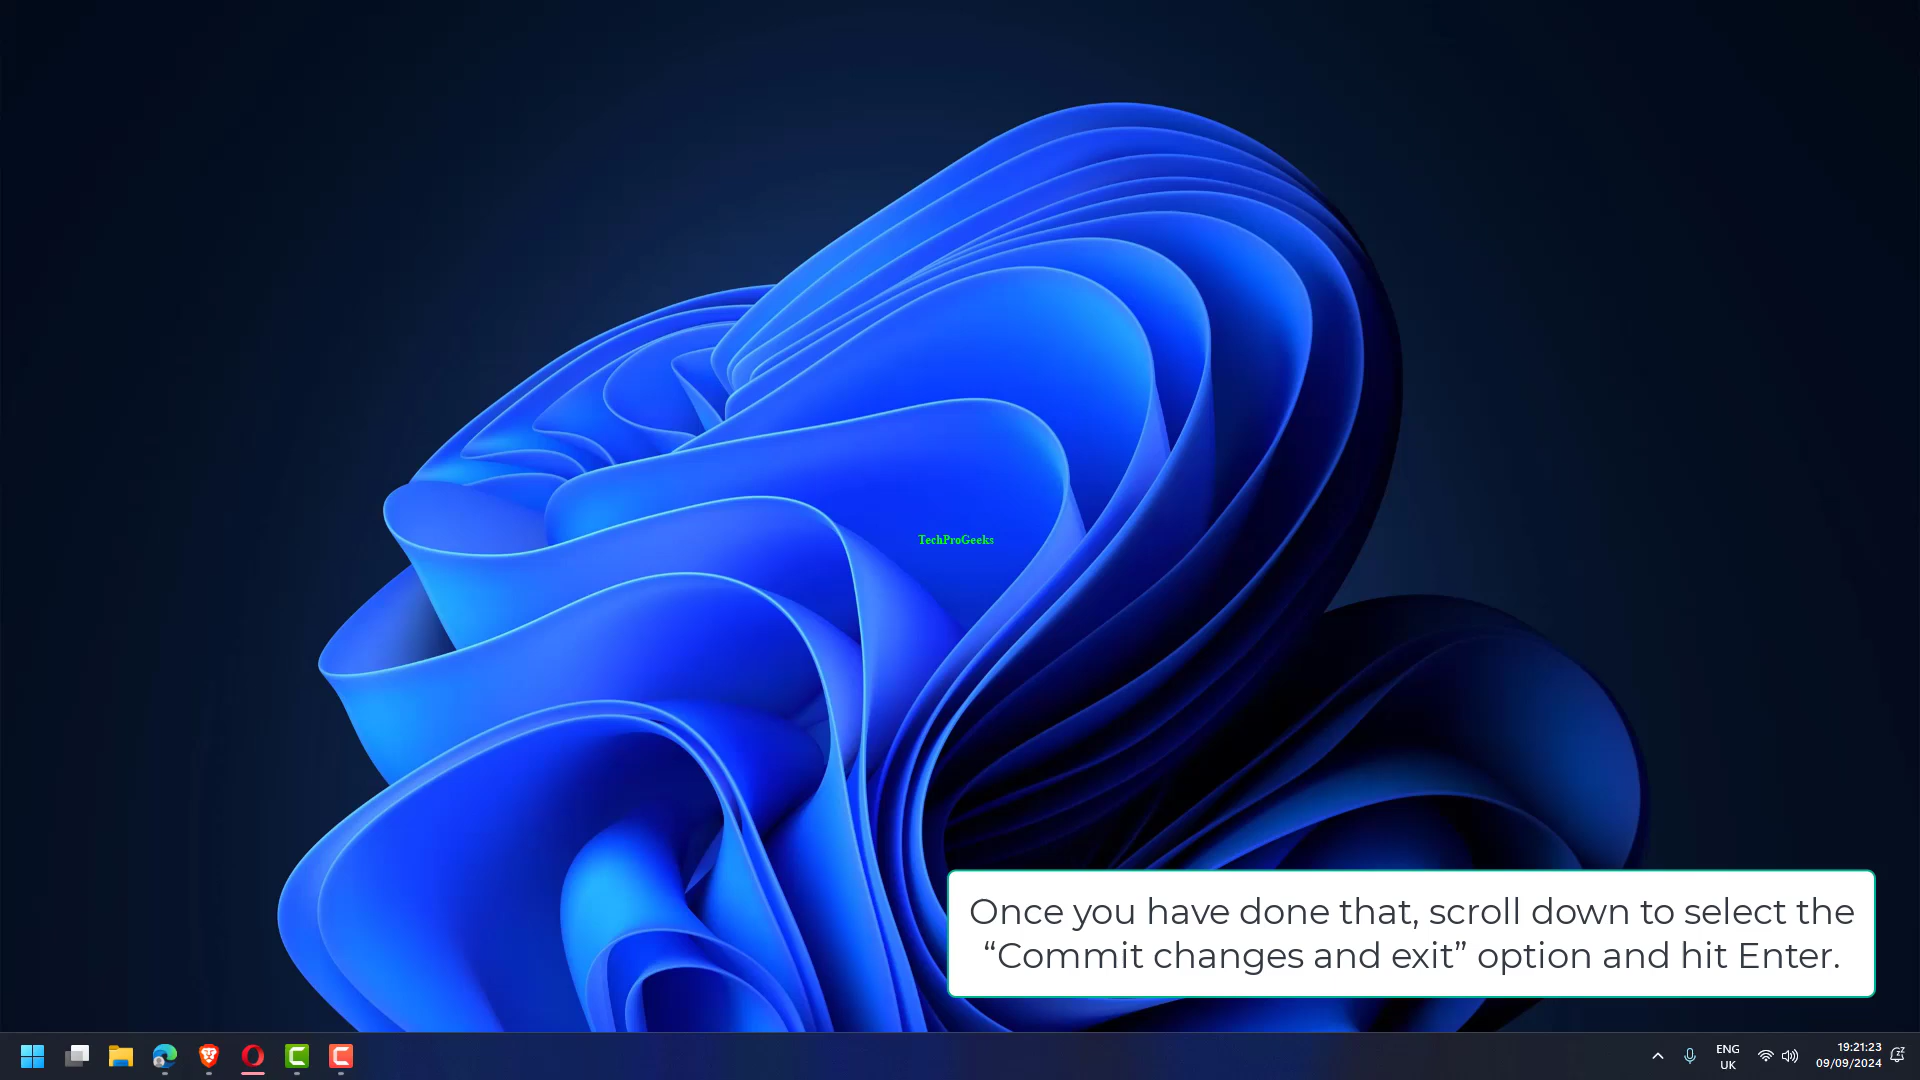 TechProGeeks
Once you have done that, scroll down to select the
“Commit changes and exit” option and hit Enter.
ENG
UK
19:21:23
09/09/2024